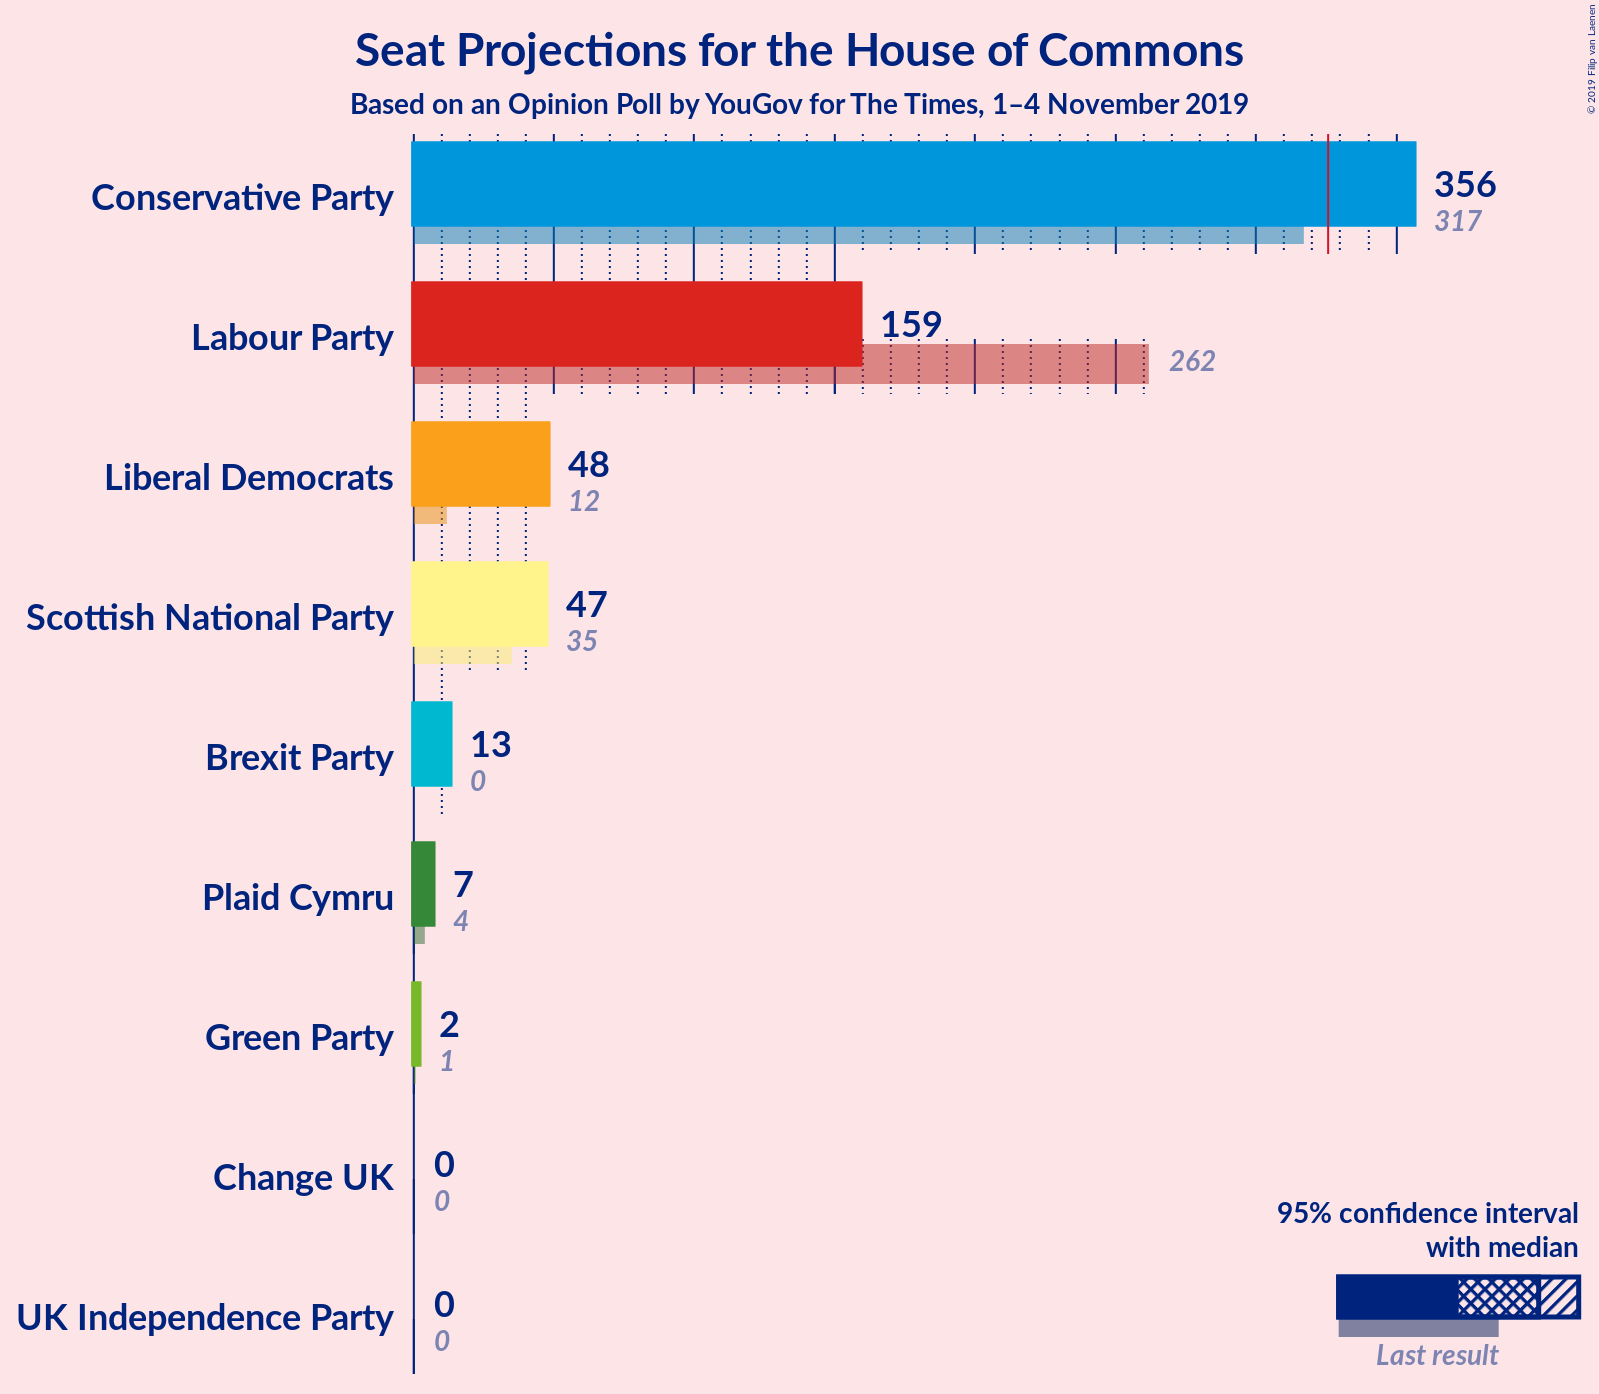 Seat Projections for the House of Commons
Based on an Opinion Poll by YouGov for The Times, 1–4 November 2019
© 2019 Filip van Laenen
Conservative Party
356
317
Labour Party
159
262
Liberal Democrats
48
12
Scottish National Party
47
35
Brexit Party
13
0
Plaid Cymru
7
4
Green Party
2
1
Change UK
0
0
UK Independence Party
0
0
95% confidence interval
with median
Last result